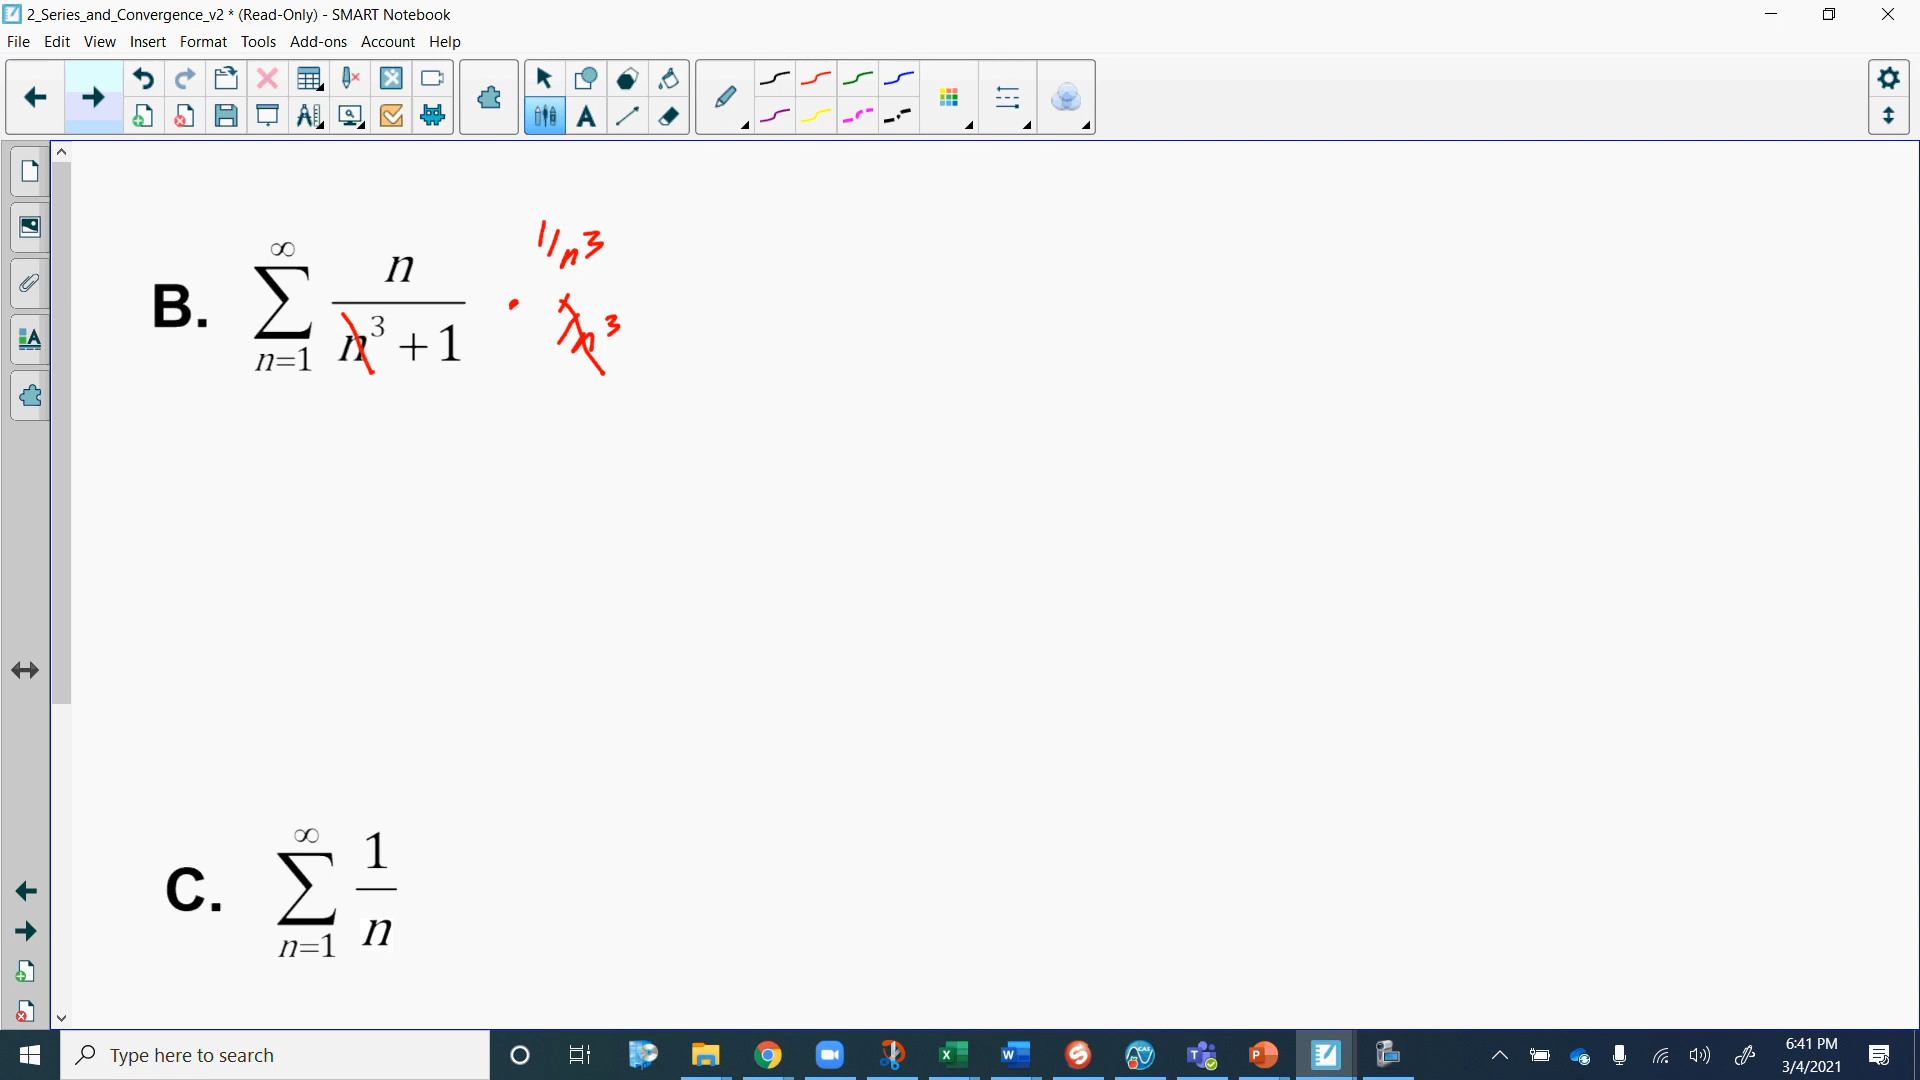 2_Series_and_Convergence_v2 * (Read-Only) - SMART Notebook
File Edit View Insert Format Tools Add-ons Account Help
B. ∞ ∑ n=1 n / n³ + 1 · 1/n³ / 1/n³
C. ∞ ∑ n=1 1 / n
Type here to search
6:41 PM
3/4/2021